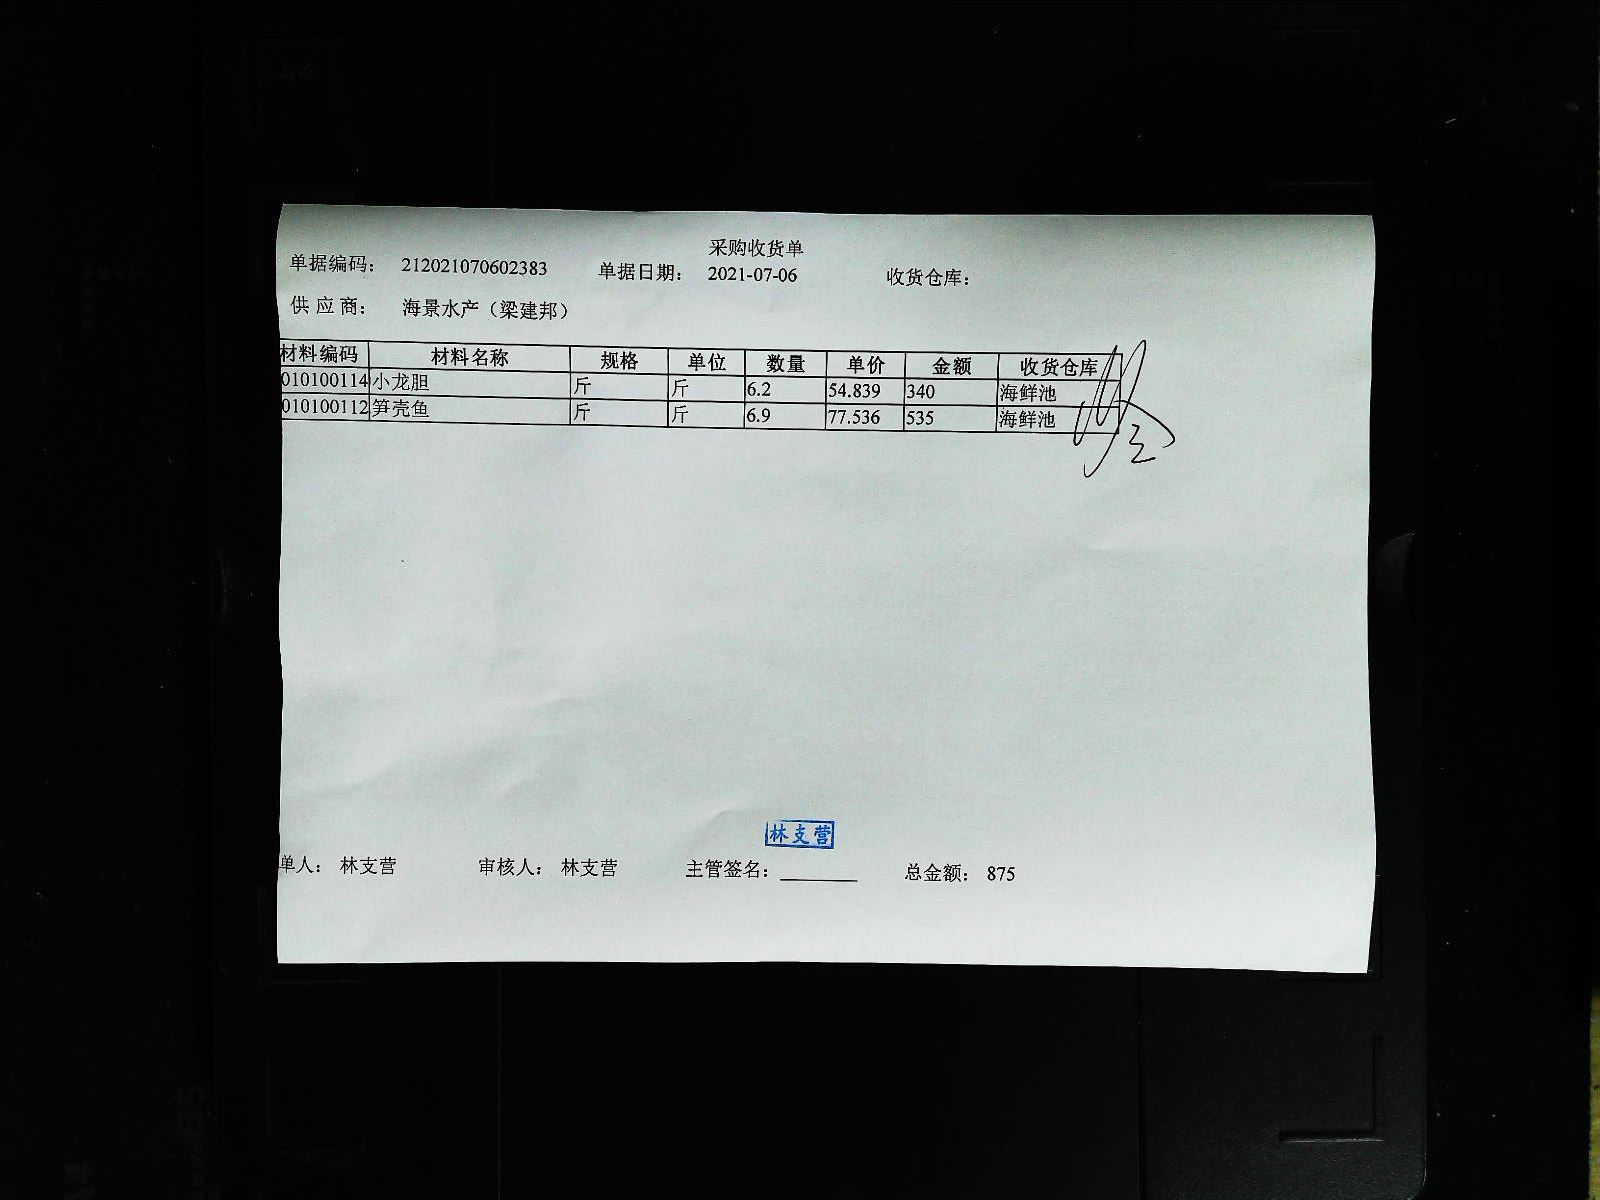 采购收货单
单据编码： 212021070602383 单据日期： 2021-07-06 收货仓库：
供 应 商： 海景水产（梁建邦）
材料编码 材料名称 规格 单位 数量 单价 金额 收货仓库
010100114 小龙胆 斤 斤 6.2 54.839 340 海鲜池
010100112 笋壳鱼 斤 斤 6.9 77.536 535 海鲜池
林支营
单人： 林支营 审核人： 林支营 主管签名：________ 总金额： 875